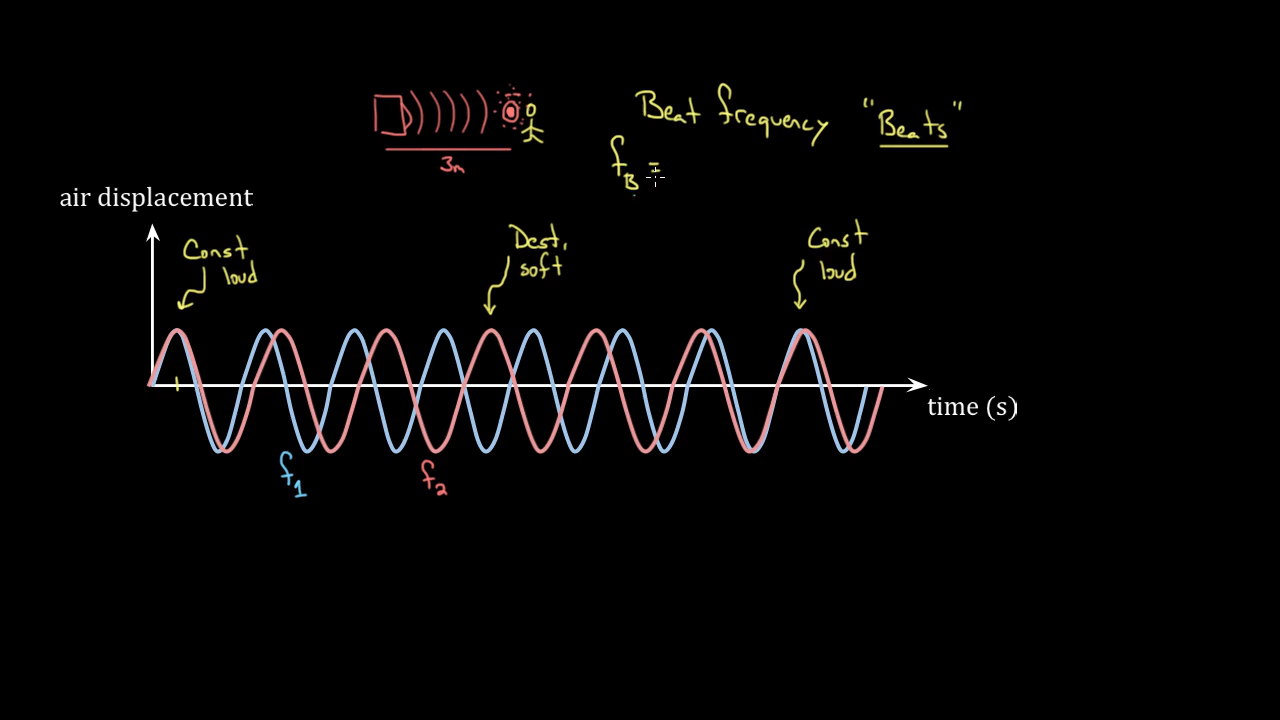 Beat frequency "Beats"
f_B =
3m
air displacement
Const
loud
Dest.
soft
Const
loud
time (s)
f_1
f_2